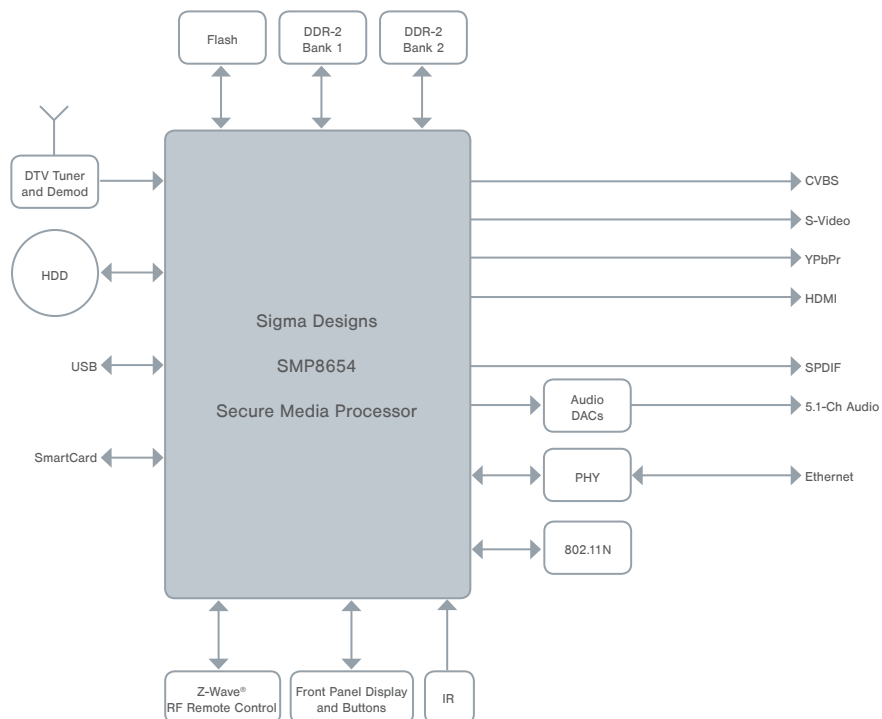 Flash
DDR-2
Bank 1
DDR-2
Bank 2
DTV Tuner
and Demod
HDD
USB
SmartCard
Sigma Designs
SMP8654
Secure Media Processor
CVBS
S-Video
YPbPr
HDMI
SPDIF
Audio
DACs
5.1-Ch Audio
PHY
Ethernet
802.11N
Z-Wave®
RF Remote Control
Front Panel Display
and Buttons
IR